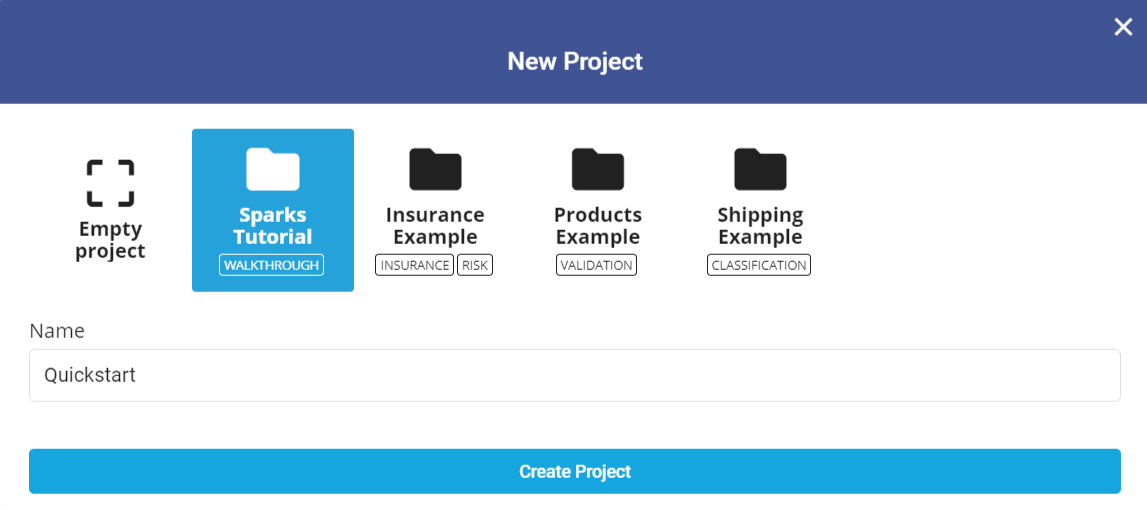 New Project
Empty
project
Sparks
Tutorial
WALKTHROUGH
Insurance
Example
INSURANCE RISK
Products
Example
VALIDATION
Shipping
Example
CLASSIFICATION
Name
Quickstart
Create Project